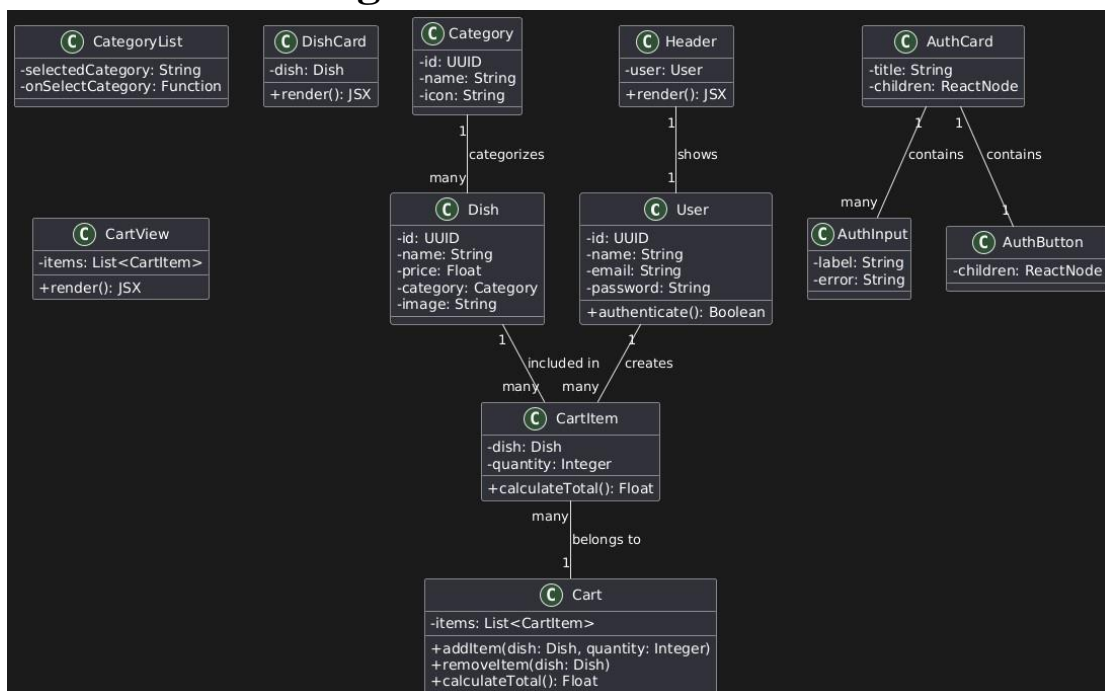 C CategoryList
-selectedCategory: String
-onSelectCategory: Function
C DishCard
-dish: Dish
+render(): JSX
C Category
-id: UUID
-name: String
-icon: String
C Header
-user: User
+render(): JSX
C AuthCard
-title: String
-children: ReactNode
1
categorizes
many
1
shows
1
1
contains
many
1
contains
1
C CartView
-items: List<CartItem>
+render(): JSX
C Dish
-id: UUID
-name: String
-price: Float
-category: Category
-image: String
C User
-id: UUID
-name: String
-email: String
-password: String
+authenticate(): Boolean
C AuthInput
-label: String
-error: String
C AuthButton
-children: ReactNode
1
included in
many
1
creates
many
C CartItem
-dish: Dish
-quantity: Integer
+calculateTotal(): Float
many
belongs to
1
C Cart
-items: List<CartItem>
+addItem(dish: Dish, quantity: Integer)
+removeItem(dish: Dish)
+calculateTotal(): Float